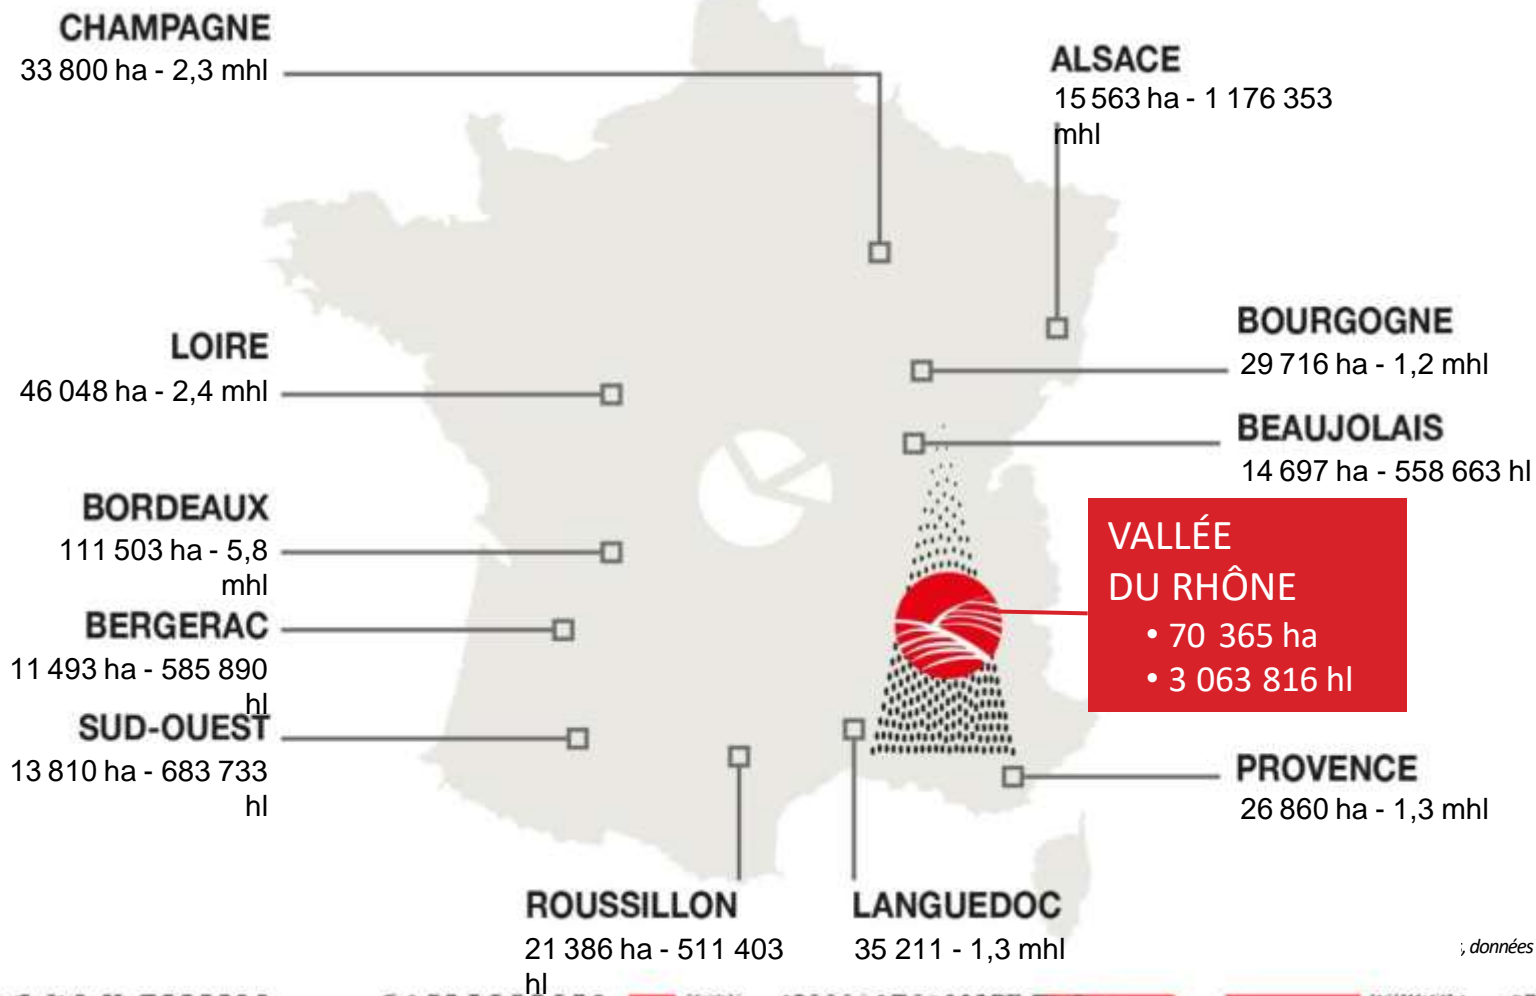 CHAMPAGNE
33 800 ha - 2,3 mhl
ALSACE
15 563 ha - 1 176 353
mhl
LOIRE
46 048 ha - 2,4 mhl
BOURGOGNE
29 716 ha - 1,2 mhl
BEAUJOLAIS
14 697 ha - 558 663 hl
BORDEAUX
111 503 ha - 5,8
mhl
VALLÉE
DU RHÔNE
• 70 365 ha
• 3 063 816 hl
BERGERAC
11 493 ha - 585 890
hl
SUD-OUEST
13 810 ha - 683 733
hl
PROVENCE
26 860 ha - 1,3 mhl
ROUSSILLON
21 386 ha - 511 403
hl
LANGUEDOC
35 211 - 1,3 mhl
, données